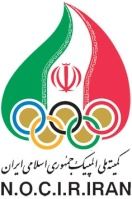 کمیته ملی المپیک جمهوری اسلامی ایران
N.O.C.I.R.IRAN